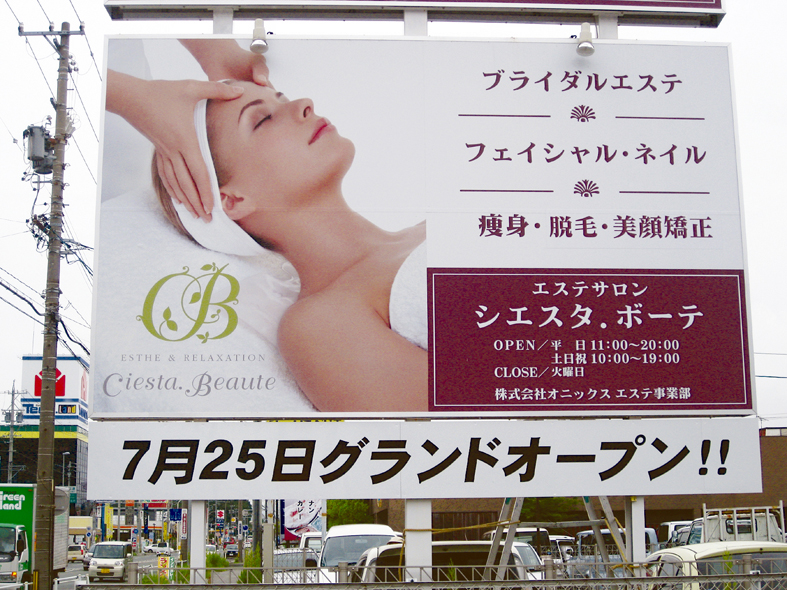 ブライダルエステ
フェイシャル・ネイル
痩身・脱毛・美顔矯正
エステサロン
シエスタ.ボーテ
OPEN/平 日 11:00〜20:00
土日祝 10:00〜19:00
CLOSE/火曜日
株式会社オニックス エステ事業部
CB
ESTHE & RELAXATION
Ciesta.Beaute
7月25日グランドオープン!!
Green
land